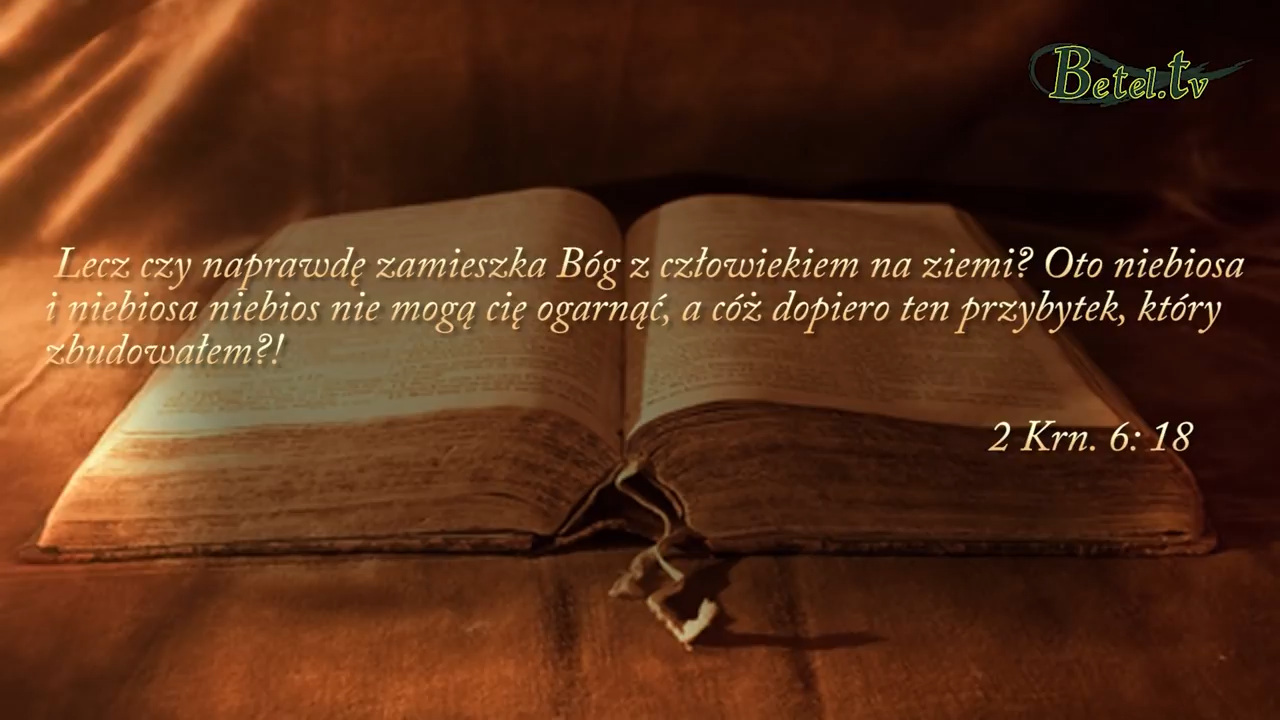 Betel.tv
Lecz czy naprawdę zamieszka Bóg z człowiekiem na ziemi? Oto niebiosa
i niebiosa niebios nie mogą cię ogarnąć, a cóż dopiero ten przybytek, który
zbudowałem?!
2 Krn. 6: 18